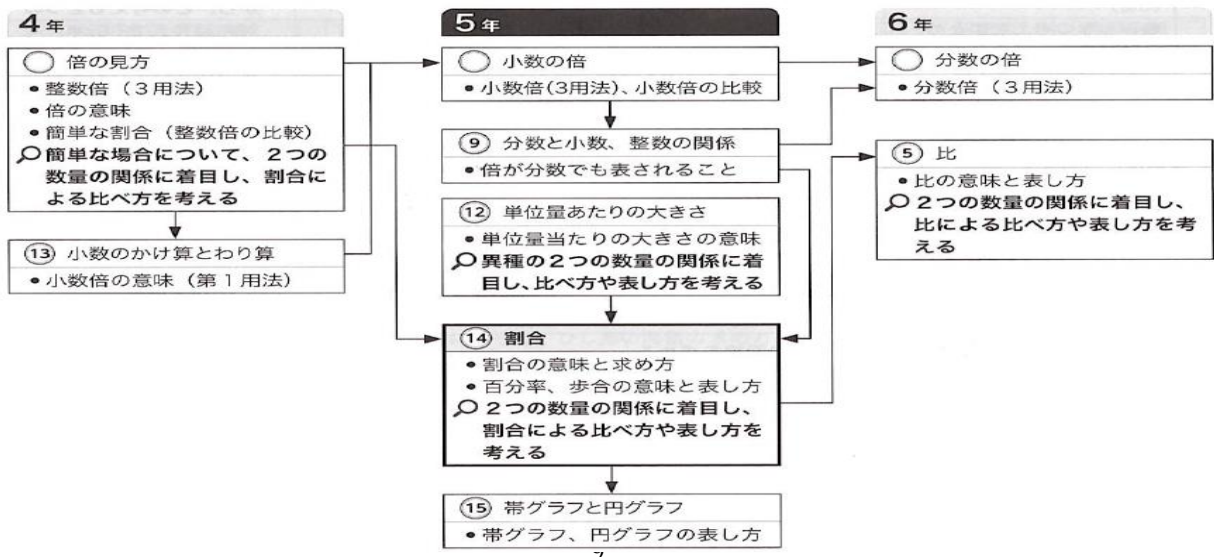 4年
○ 倍の見方
• 整数倍（3用法）
• 倍の意味
• 簡単な割合（整数倍の比較）
簡単な場合について、2つの
数量の関係に着目し、割合に
よる比べ方を考える
⑬ 小数のかけ算とわり算
• 小数倍の意味（第1用法）
5年
○ 小数の倍
• 小数倍(3用法)、小数倍の比較
⑨ 分数と小数、整数の関係
• 倍が分数でも表されること
⑫ 単位量あたりの大きさ
• 単位量当たりの大きさの意味
異種の2つの数量の関係に着
目し、比べ方や表し方を考える
⑭ 割合
• 割合の意味と求め方
• 百分率、歩合の意味と表し方
2つの数量の関係に着目し、
割合による比べ方や表し方を
考える
⑮ 帯グラフと円グラフ
• 帯グラフ、円グラフの表し方
6年
○ 分数の倍
• 分数倍（3用法）
⑤ 比
• 比の意味と表し方
2つの数量の関係に着目し、
比による比べ方や表し方を考
える